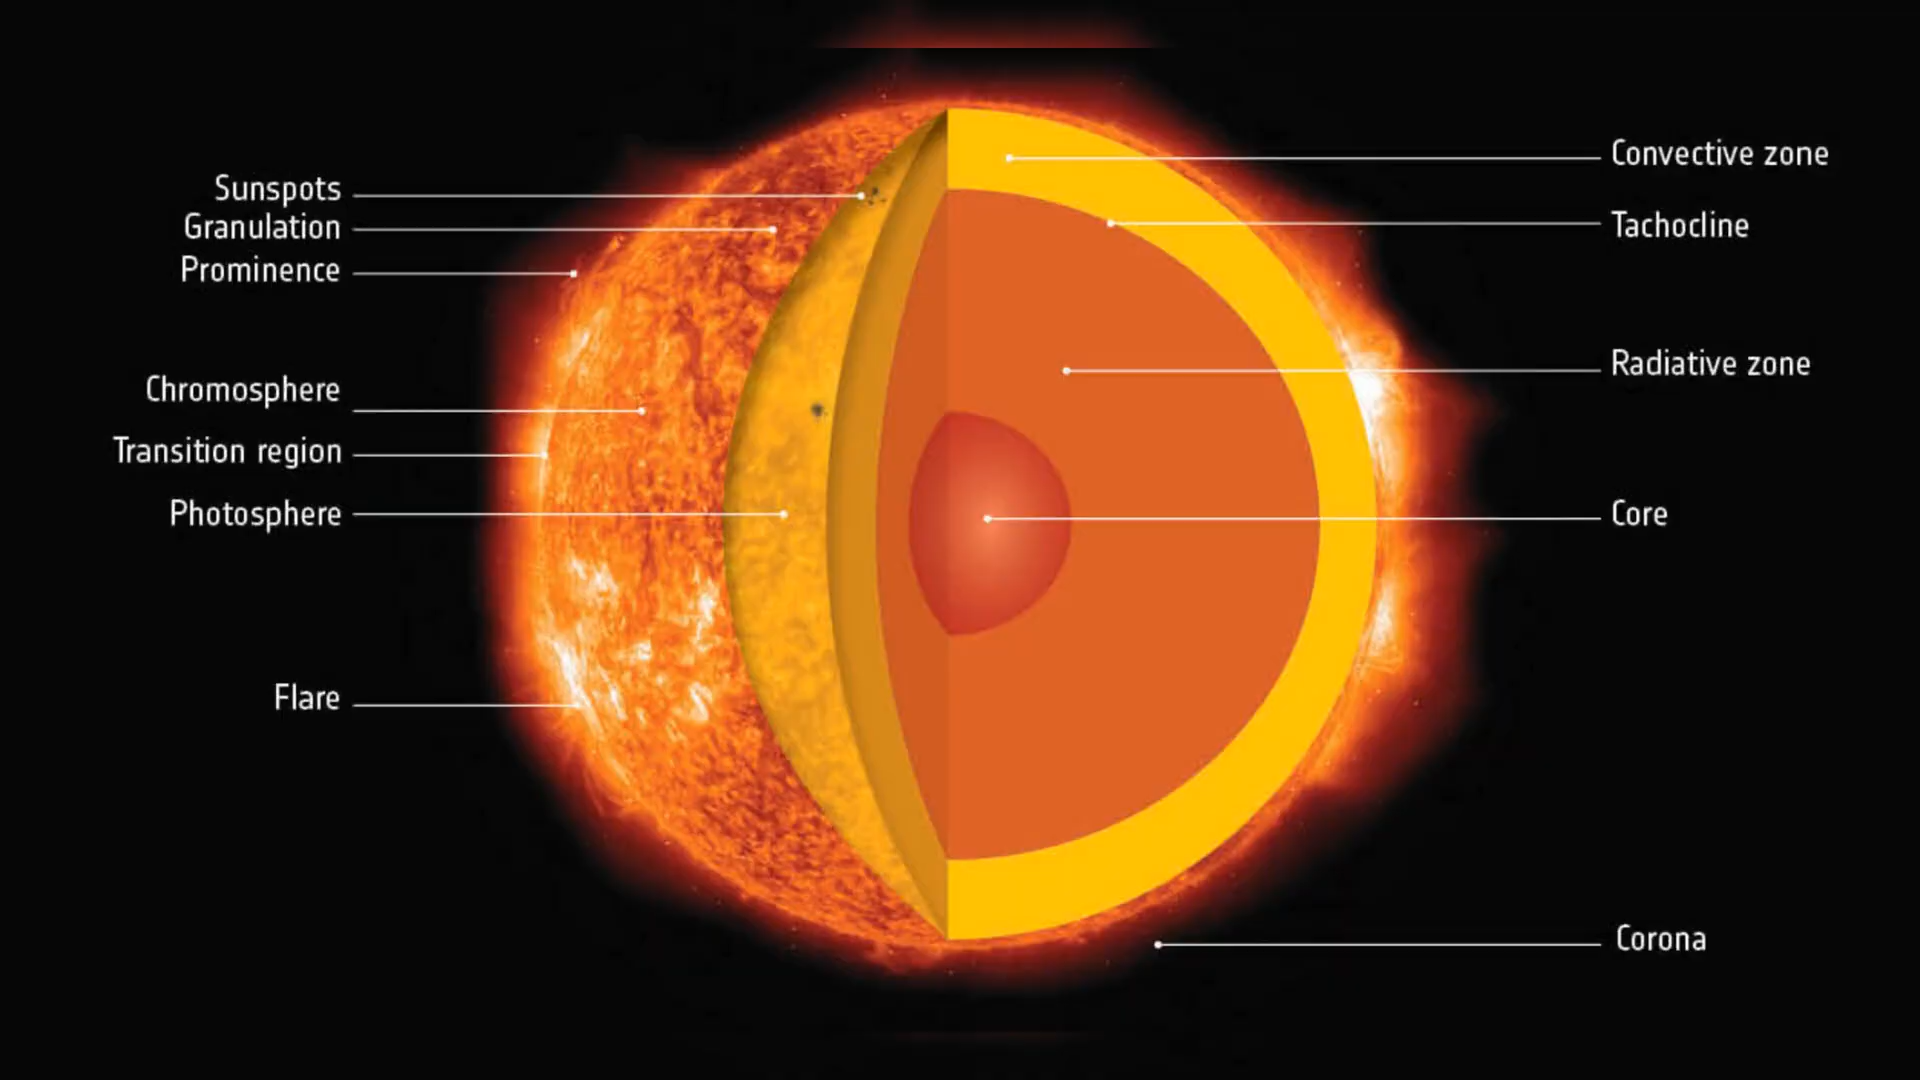 Sunspots
Granulation
Prominence
Chromosphere
Transition region
Photosphere
Flare
Convective zone
Tachocline
Radiative zone
Core
Corona